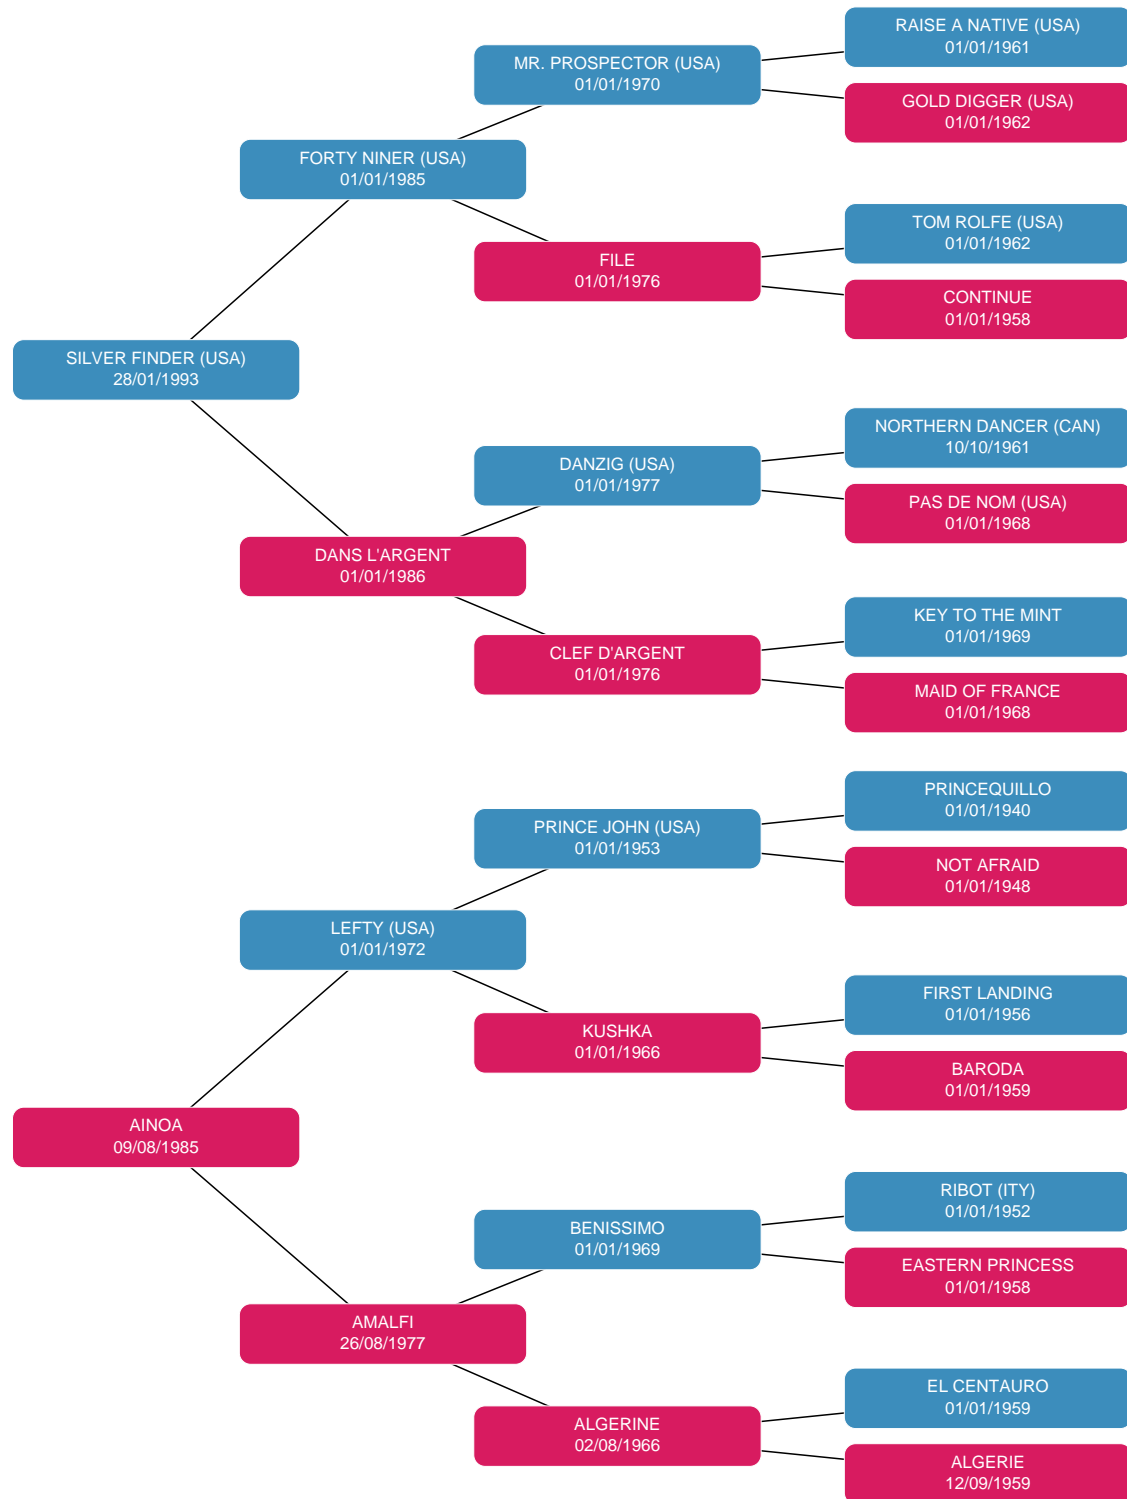 RAISE A NATIVE (USA)
01/01/1961
MR. PROSPECTOR (USA)
01/01/1970
GOLD DIGGER (USA)
01/01/1962
FORTY NINER (USA)
01/01/1985
TOM ROLFE (USA)
01/01/1962
FILE
01/01/1976
CONTINUE
01/01/1958
SILVER FINDER (USA)
28/01/1993
NORTHERN DANCER (CAN)
10/10/1961
DANZIG (USA)
01/01/1977
PAS DE NOM (USA)
01/01/1968
DANS L'ARGENT
01/01/1986
KEY TO THE MINT
01/01/1969
CLEF D'ARGENT
01/01/1976
MAID OF FRANCE
01/01/1968
PRINCEQUILLO
01/01/1940
PRINCE JOHN (USA)
01/01/1953
NOT AFRAID
01/01/1948
LEFTY (USA)
01/01/1972
FIRST LANDING
01/01/1956
KUSHKA
01/01/1966
BARODA
01/01/1959
AINOA
09/08/1985
RIBOT (ITY)
01/01/1952
BENISSIMO
01/01/1969
EASTERN PRINCESS
01/01/1958
AMALFI
26/08/1977
EL CENTAURO
01/01/1959
ALGERINE
02/08/1966
ALGERIE
12/09/1959